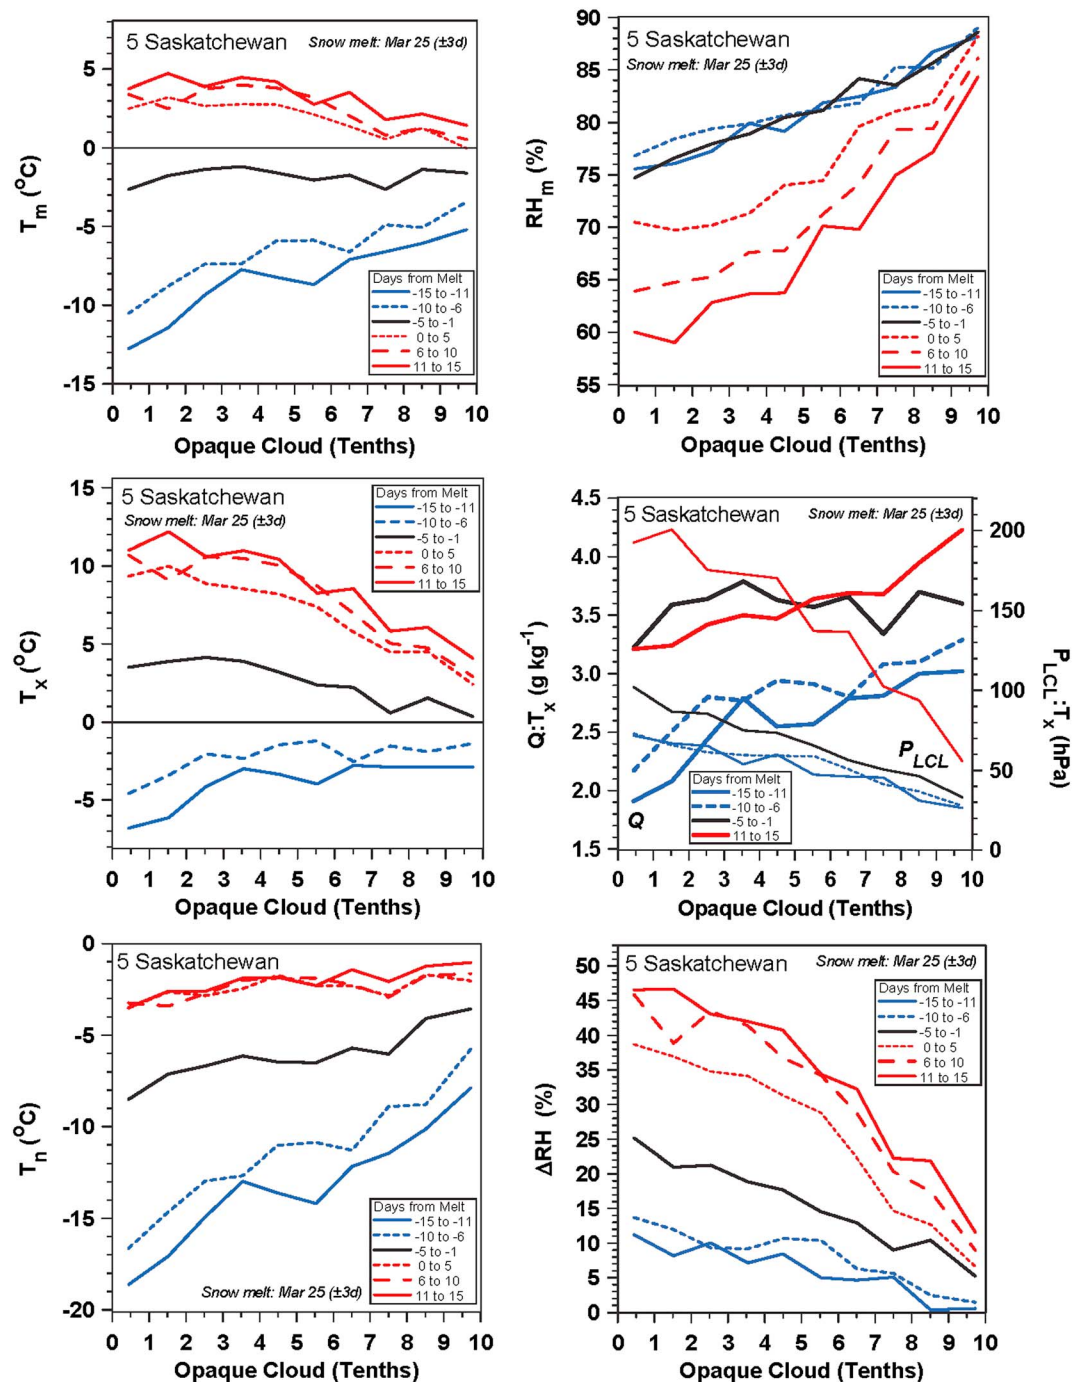 5 Saskatchewan
Snow melt: Mar 25 (±3d)
5
0
-5
-10
-15
T_m (°C)
Days from Melt
-15 to -11
-10 to -6
-5 to -1
0 to 5
6 to 10
11 to 15
0 1 2 3 4 5 6 7 8 9 10
Opaque Cloud (Tenths)
5 Saskatchewan
Snow melt: Mar 25 (±3d)
90
85
80
75
70
65
60
55
RH_m (%)
Days from Melt
-15 to -11
-10 to -6
-5 to -1
0 to 5
6 to 10
11 to 15
0 1 2 3 4 5 6 7 8 9 10
Opaque Cloud (Tenths)
5 Saskatchewan
Snow melt: Mar 25 (±3d)
15
10
5
0
-5
T_x (°C)
Days from Melt
-15 to -11
-10 to -6
-5 to -1
0 to 5
6 to 10
11 to 15
0 1 2 3 4 5 6 7 8 9 10
Opaque Cloud (Tenths)
5 Saskatchewan
Snow melt: Mar 25 (±3d)
4.5
4.0
3.5
3.0
2.5
2.0
1.5
Q:T_x (g kg⁻¹)
200
150
100
50
0
P_LCL:T_x (hPa)
P_LCL
Q
Days from Melt
-15 to -11
-10 to -6
-5 to -1
11 to 15
0 1 2 3 4 5 6 7 8 9 10
Opaque Cloud (Tenths)
5 Saskatchewan
0
-5
-10
-15
-20
T_n (°C)
Days from Melt
-15 to -11
-10 to -6
-5 to -1
0 to 5
6 to 10
11 to 15
Snow melt: Mar 25 (±3d)
0 1 2 3 4 5 6 7 8 9 10
Opaque Cloud (Tenths)
5 Saskatchewan
Snow melt: Mar 25 (±3d)
50
45
40
35
30
25
20
15
10
5
0
ΔRH (%)
Days from Melt
-15 to -11
-10 to -6
-5 to -1
0 to 5
6 to 10
11 to 15
0 1 2 3 4 5 6 7 8 9 10
Opaque Cloud (Tenths)